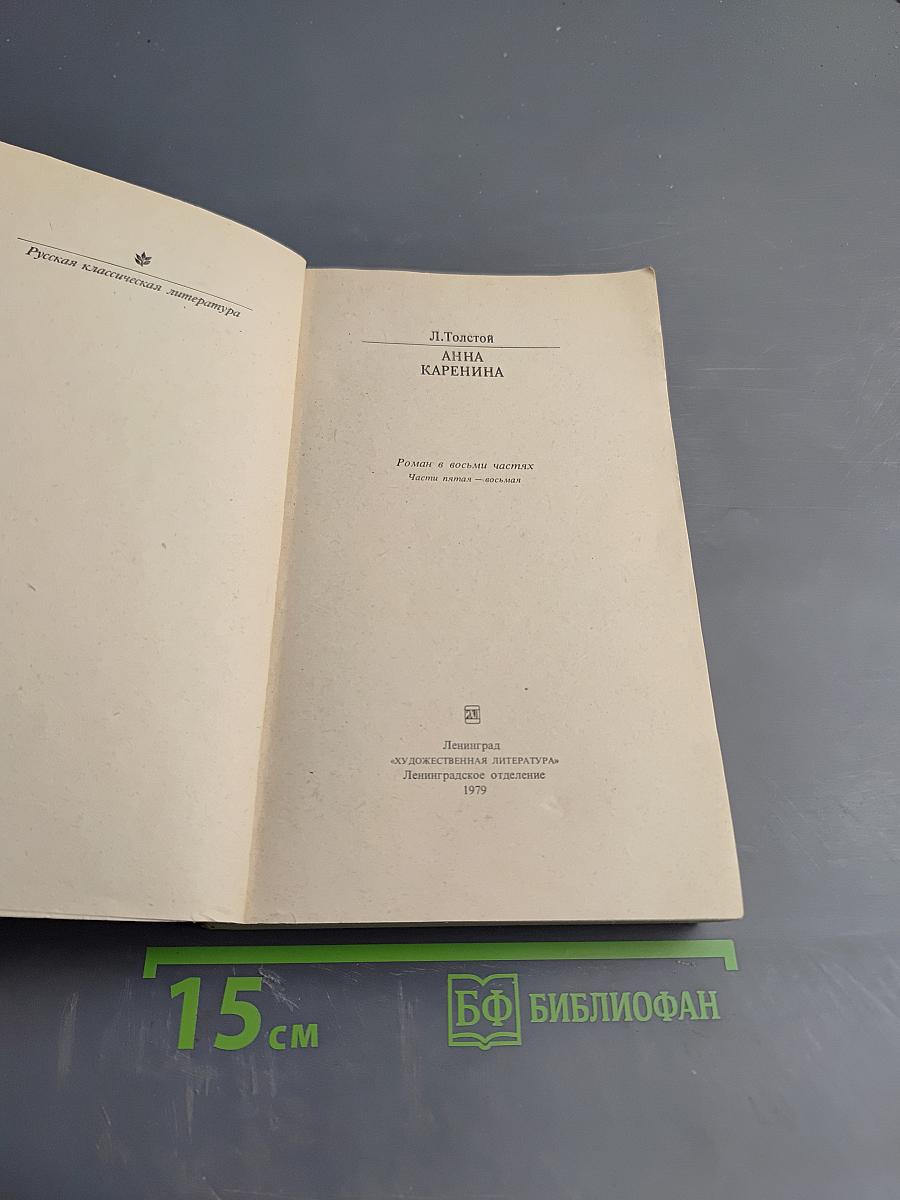 Русская классическая литература
Л.Толстой
АННА
КАРЕНИНА
Роман в восьми частях
Части пятая — восьмая
Ленинград
«ХУДОЖЕСТВЕННАЯ ЛИТЕРАТУРА»
Ленинградское отделение
1979
15 см
БФ БИБЛИОФАН